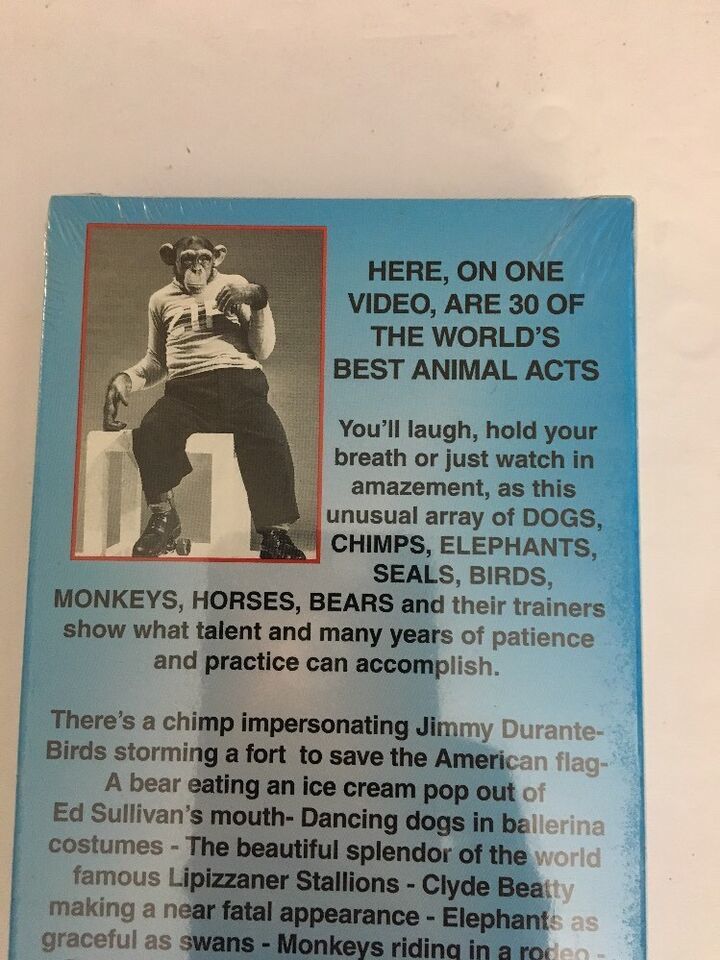 HERE, ON ONE
VIDEO, ARE 30 OF
THE WORLD'S
BEST ANIMAL ACTS
You'll laugh, hold your
breath or just watch in
amazement, as this
unusual array of DOGS,
CHIMPS, ELEPHANTS,
SEALS, BIRDS,
MONKEYS, HORSES, BEARS and their trainers
show what talent and many years of patience
and practice can accomplish.
There's a chimp impersonating Jimmy Durante-
Birds storming a fort to save the American flag-
A bear eating an ice cream pop out of
Ed Sullivan's mouth- Dancing dogs in ballerina
costumes - The beautiful splendor of the world
famous Lipizzaner Stallions - Clyde Beatty
making a near fatal appearance - Elephants as
graceful as swans - Monkeys riding in a rodeo -